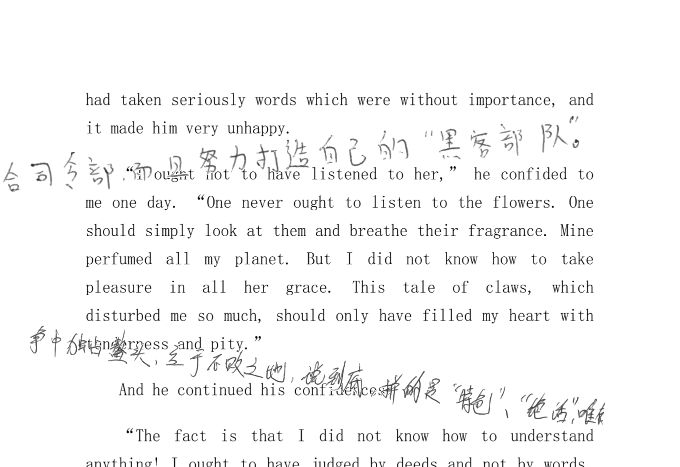 had taken seriously words which were without importance, and
it made him very unhappy.
合司令部,而且努力打造自己的“黑客部队”。
“I ought not to have listened to her,” he confided to
me one day. “One never ought to listen to the flowers. One
should simply look at them and breathe their fragrance. Mine
perfumed all my planet. But I did not know how to take
pleasure in all her grace. This tale of claws, which
disturbed me so much, should only have filled my heart with
tenderness and pity.”
争中独占鳌头,立于不败之地,说到底,拼的是“特色”、“绝活”,唯有
And he continued his confidences:
“The fact is that I did not know how to understand
anything! I ought to have judged by deeds and not by words.